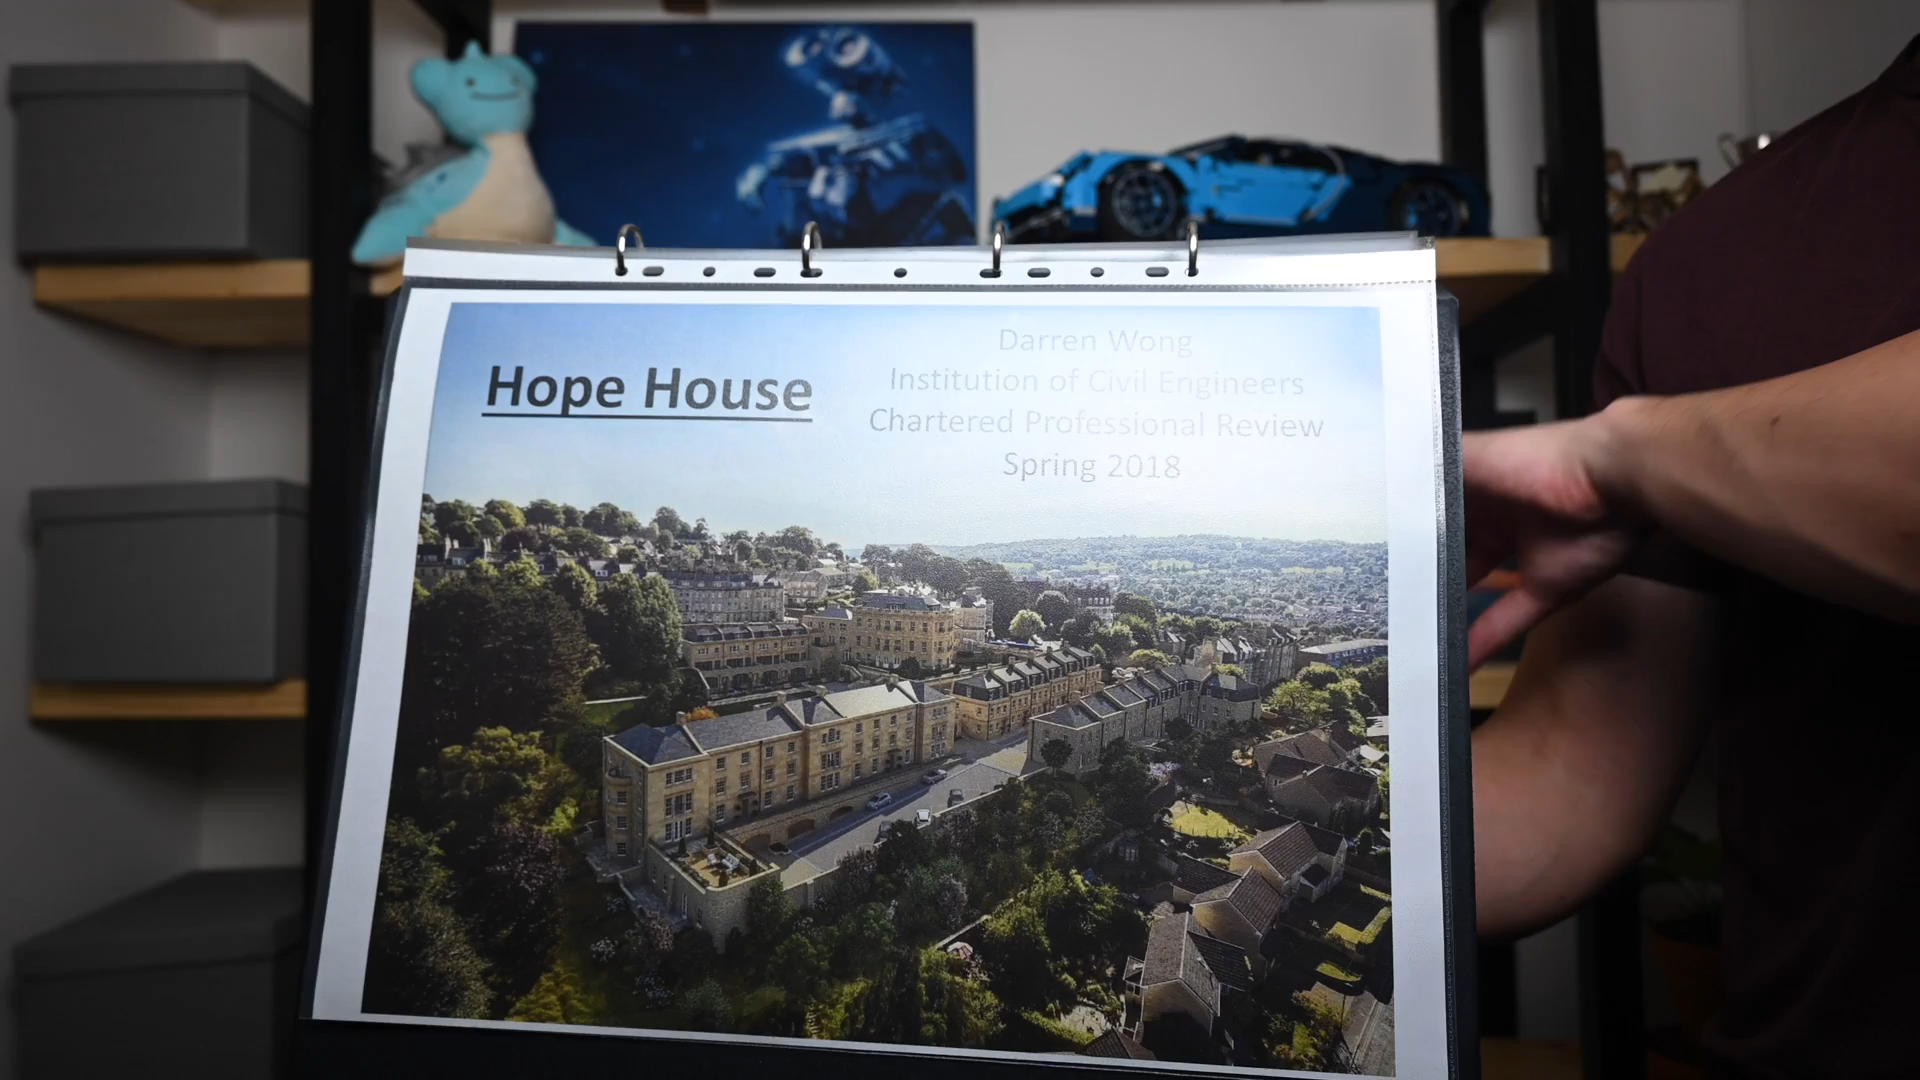 Hope House
Darren Wong
Institution of Civil Engineers
Chartered Professional Review
Spring 2018